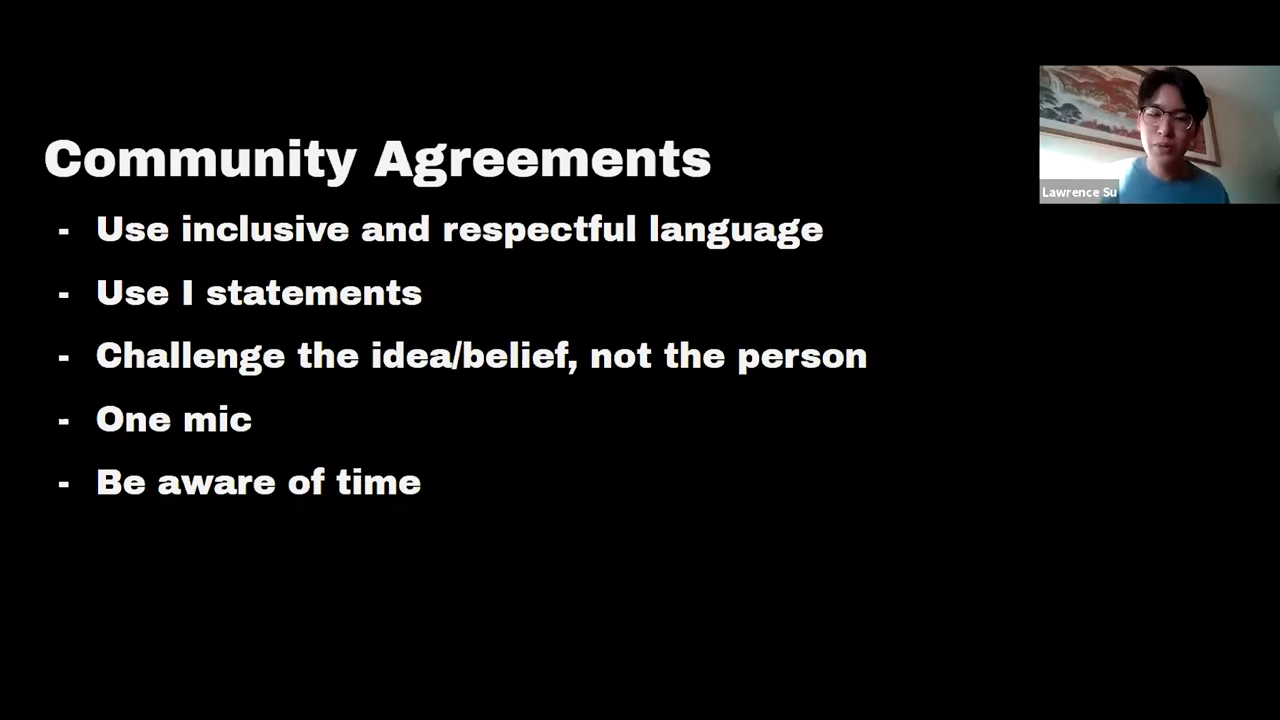 Community Agreements
- Use inclusive and respectful language
- Use I statements
- Challenge the idea/belief, not the person
- One mic
- Be aware of time
Lawrence Su